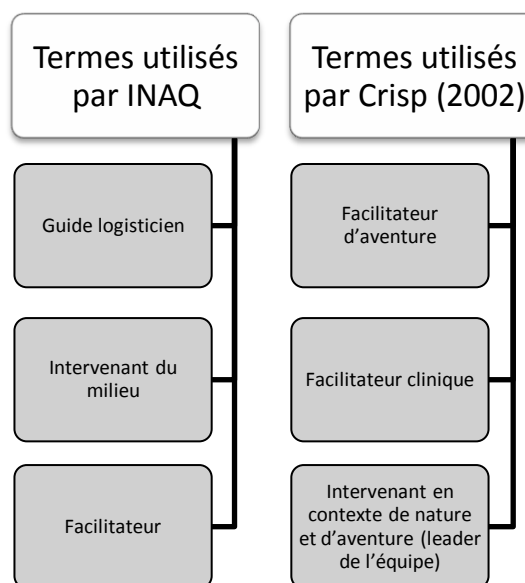 Termes utilisés
par INAQ
Guide logisticien
Intervenant du
milieu
Facilitateur
Termes utilisés
par Crisp (2002)
Facilitateur
d'aventure
Facilitateur clinique
Intervenant en
contexte de nature
et d'aventure (leader
de l'équipe)